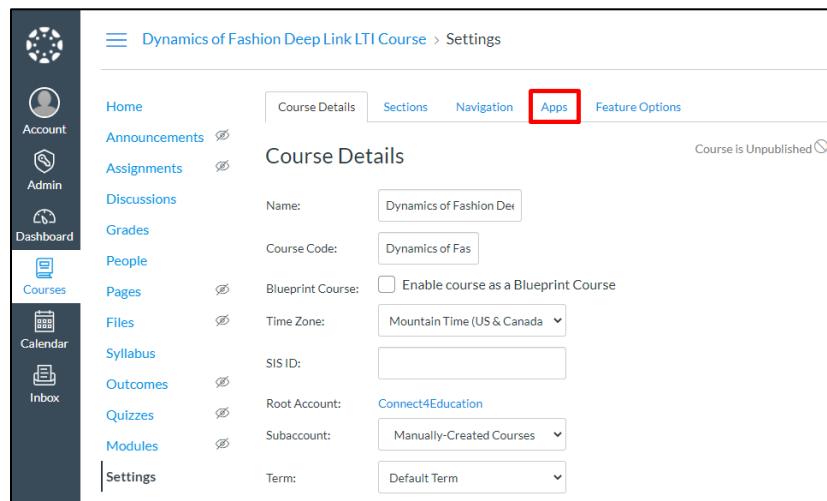 Dynamics of Fashion Deep Link LTI Course > Settings
Account
Admin
Dashboard
Courses
Calendar
Inbox
Home
Announcements
Assignments
Discussions
Grades
People
Pages
Files
Syllabus
Outcomes
Quizzes
Modules
Settings
Course Details Sections Navigation Apps Feature Options
Course Details
Course is Unpublished
Name: Dynamics of Fashion Dee
Course Code: Dynamics of Fas
Blueprint Course: Enable course as a Blueprint Course
Time Zone: Mountain Time (US & Canada
SIS ID:
Root Account: Connect4Education
Subaccount: Manually-Created Courses
Term: Default Term